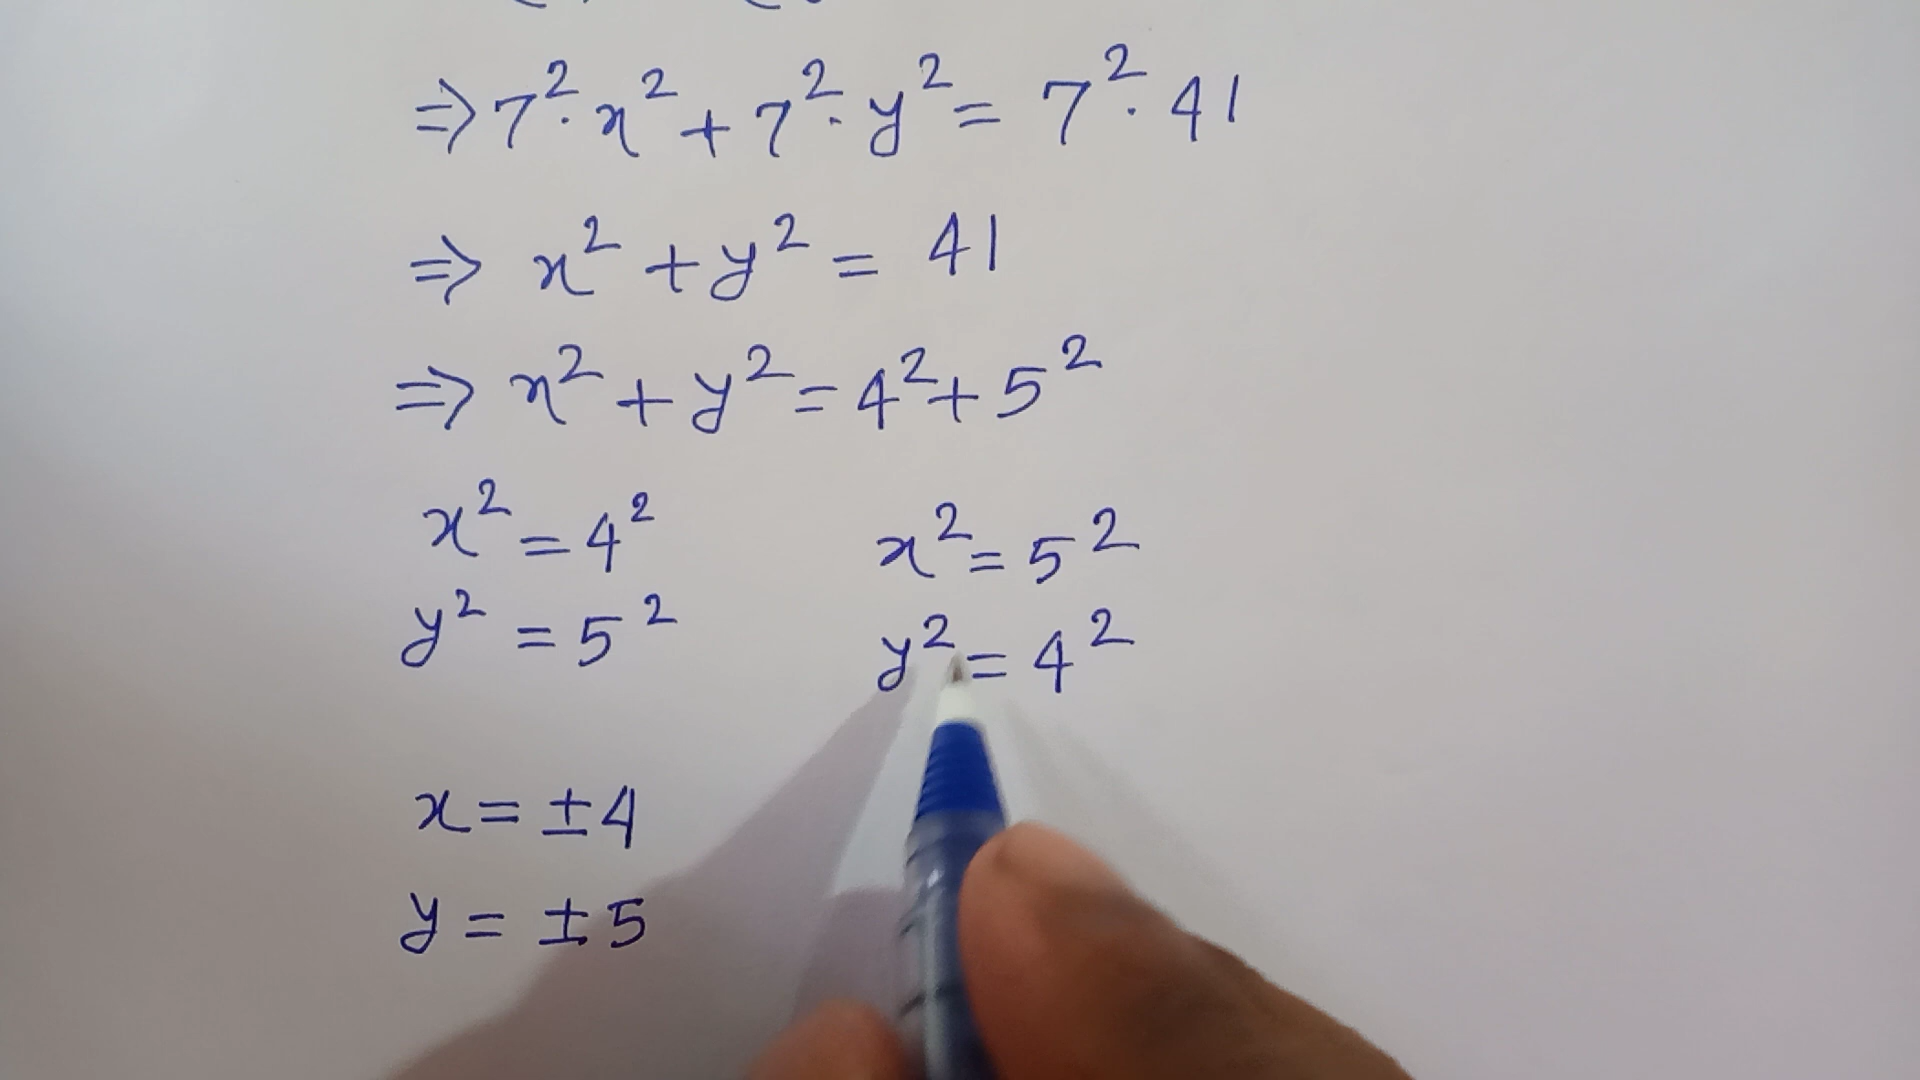 ⇒ 7². x² + 7². y² = 7². 41
⇒ x² + y² = 41
⇒ x² + y² = 4² + 5²
x² = 4²
y² = 5²
x² = 5²
y² = 4²
x = ±4
y = ±5